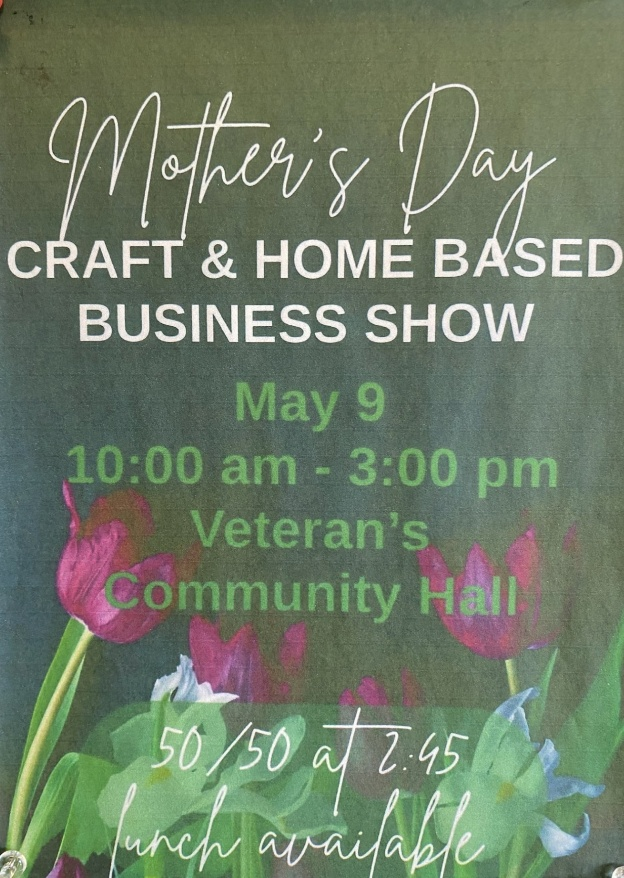 Mother's Day
CRAFT & HOME BASED
BUSINESS SHOW
May 9
10:00 am - 3:00 pm
Veteran's
Community Hall
50/50 at 2:45
lunch available